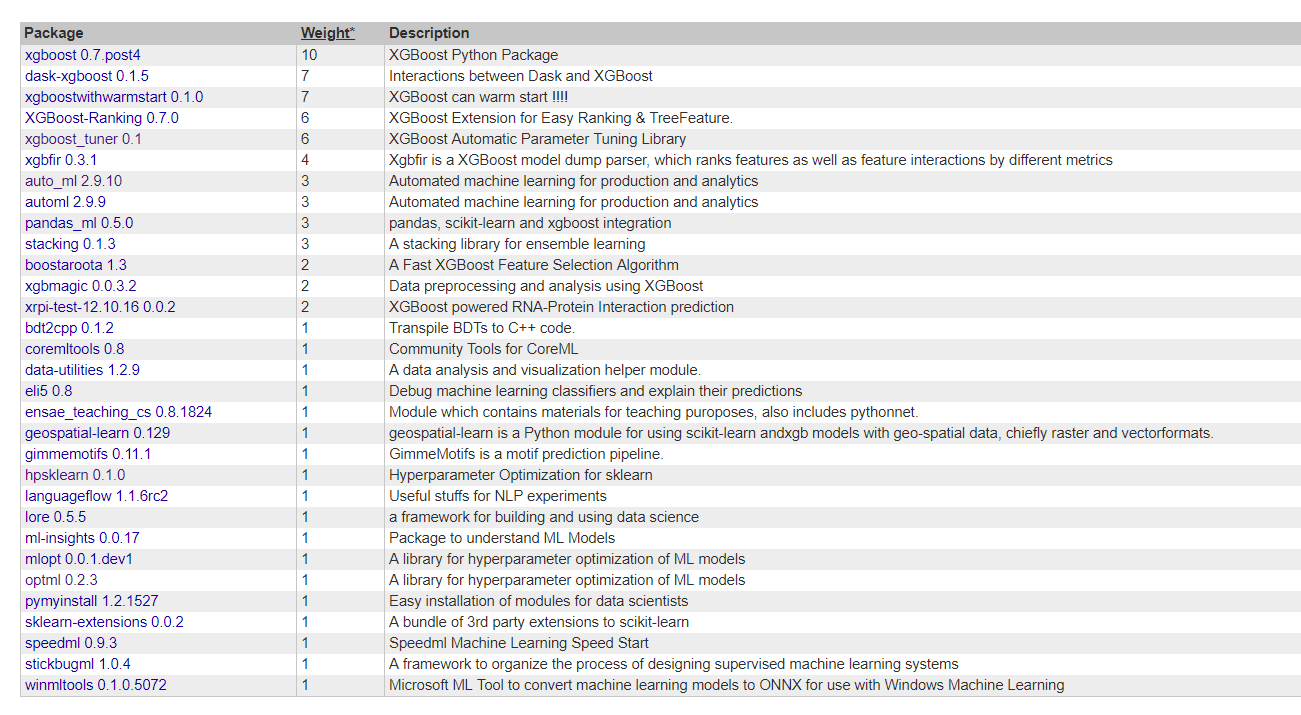 Package Weight* Description
xgboost 0.7.post4 10 XGBoost Python Package
dask-xgboost 0.1.5 7 Interactions between Dask and XGBoost
xgboostwithwarmstart 0.1.0 7 XGBoost can warm start !!!!
XGBoost-Ranking 0.7.0 6 XGBoost Extension for Easy Ranking & TreeFeature.
xgboost_tuner 0.1 6 XGBoost Automatic Parameter Tuning Library
xgbfir 0.3.1 4 Xgbfir is a XGBoost model dump parser, which ranks features as well as feature interactions by different metrics
auto_ml 2.9.10 3 Automated machine learning for production and analytics
automl 2.9.9 3 Automated machine learning for production and analytics
pandas_ml 0.5.0 3 pandas, scikit-learn and xgboost integration
stacking 0.1.3 3 A stacking library for ensemble learning
boostaroota 1.3 2 A Fast XGBoost Feature Selection Algorithm
xgbmagic 0.0.3.2 2 Data preprocessing and analysis using XGBoost
xrpi-test-12.10.16 0.0.2 2 XGBoost powered RNA-Protein Interaction prediction
bdt2cpp 0.1.2 1 Transpile BDTs to C++ code.
coremltools 0.8 1 Community Tools for CoreML
data-utilities 1.2.9 1 A data analysis and visualization helper module.
eli5 0.8 1 Debug machine learning classifiers and explain their predictions
ensae_teaching_cs 0.8.1824 1 Module which contains materials for teaching puroposes, also includes pythonnet.
geospatial-learn 0.129 1 geospatial-learn is a Python module for using scikit-learn andxgb models with geo-spatial data, chiefly raster and vectorformats.
gimmemotifs 0.11.1 1 GimmeMotifs is a motif prediction pipeline.
hpsklearn 0.1.0 1 Hyperparameter Optimization for sklearn
languageflow 1.1.6rc2 1 Useful stuffs for NLP experiments
lore 0.5.5 1 a framework for building and using data science
ml-insights 0.0.17 1 Package to understand ML Models
mlopt 0.0.1.dev1 1 A library for hyperparameter optimization of ML models
optml 0.2.3 1 A library for hyperparameter optimization of ML models
pymyinstall 1.2.1527 1 Easy installation of modules for data scientists
sklearn-extensions 0.0.2 1 A bundle of 3rd party extensions to scikit-learn
speedml 0.9.3 1 Speedml Machine Learning Speed Start
stickbugml 1.0.4 1 A framework to organize the process of designing supervised machine learning systems
winmltools 0.1.0.5072 1 Microsoft ML Tool to convert machine learning models to ONNX for use with Windows Machine Learning